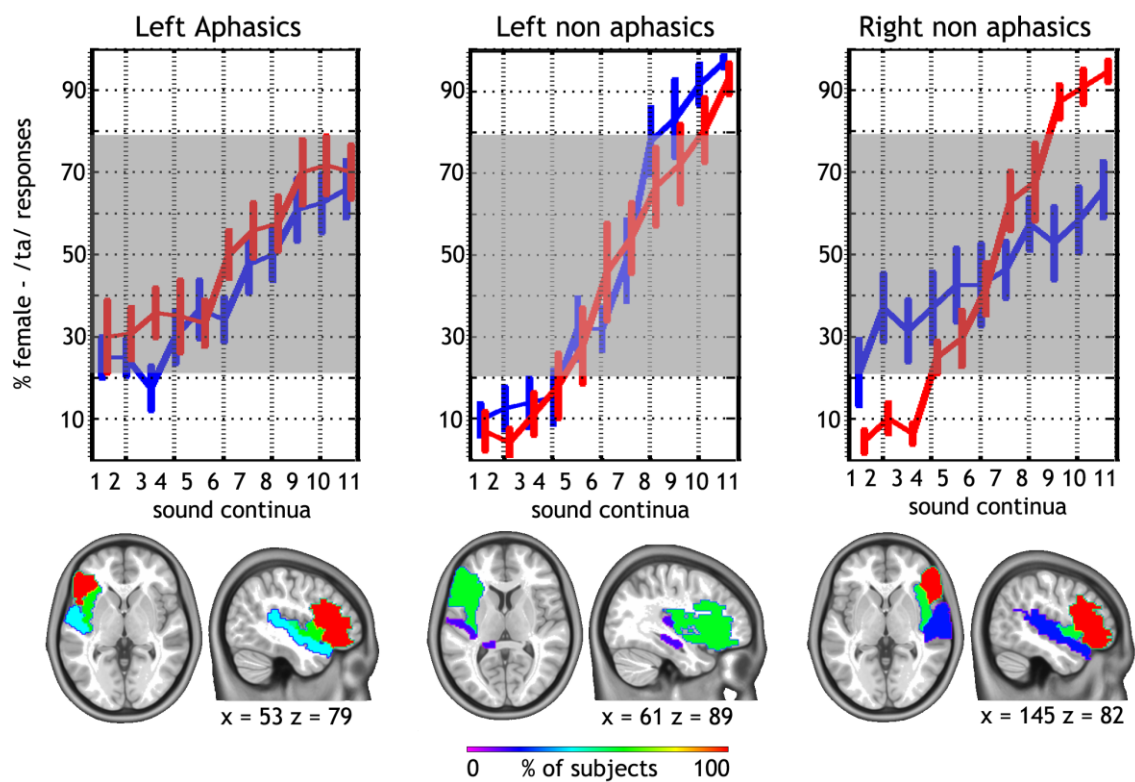 Left Aphasics
Left non aphasics
Right non aphasics
% female - /ta/ responses
90
70
50
30
10
90
70
50
30
10
90
70
50
30
10
1 2 3 4 5 6 7 8 9 10 11
1 2 3 4 5 6 7 8 9 10 11
1 2 3 4 5 6 7 8 9 10 11
sound continua
sound continua
sound continua
x = 53 z = 79
x = 61 z = 89
x = 145 z = 82
0 % of subjects 100